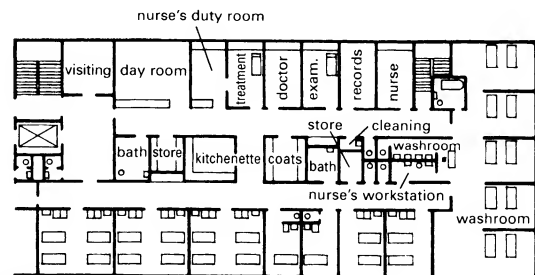 nurse's duty room
visiting
day room
treatment
doctor
exam.
records
nurse
store
cleaning
bath
store
kitchenette
coats
bath
washroom
nurse's workstation
washroom